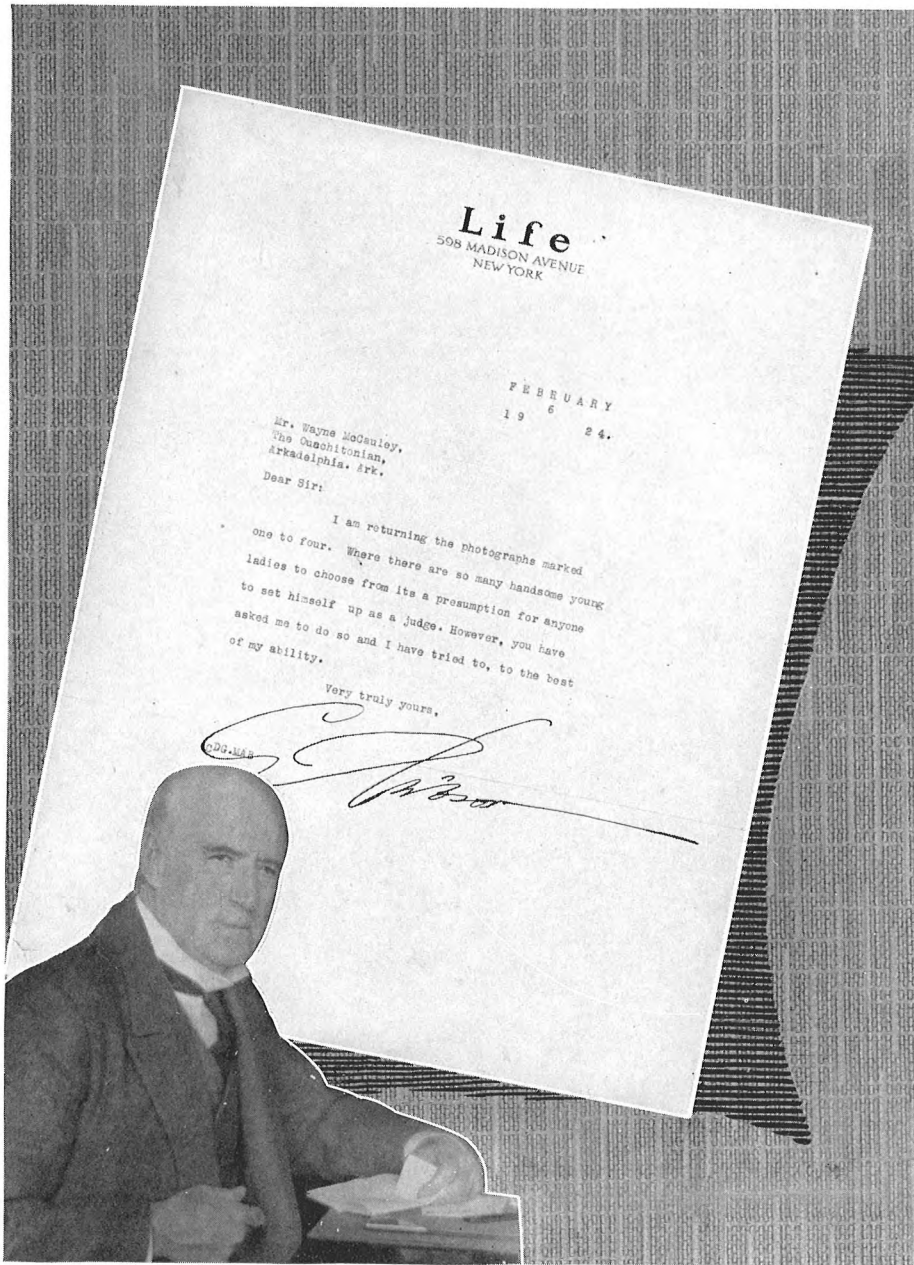 Life
598 MADISON AVENUE
NEW YORK
FEBRUARY
6
19 24.
Mr. Wayne McCauley,
The Ouachitonian,
Arkadelphia. Ark.
Dear Sir:
I am returning the photographs marked
one to four. Where there are so many handsome young
ladies to choose from its a presumption for anyone
to set himself up as a judge. However, you have
asked me to do so and I have tried to, to the best
of my ability.
Very truly yours,
CDG.MAB
C D Gibson